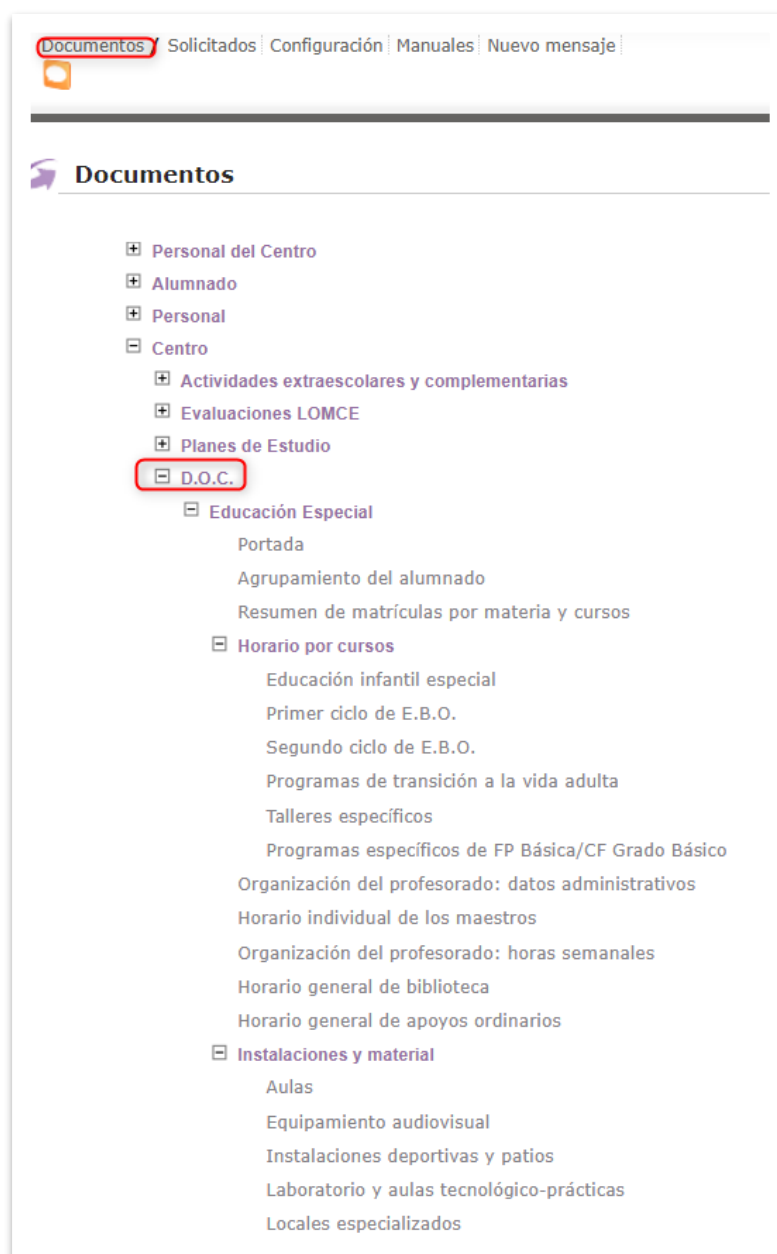 Documentos Solicitados Configuración Manuales Nuevo mensaje
Documentos
Personal del Centro
Alumnado
Personal
Centro
Actividades extraescolares y complementarias
Evaluaciones LOMCE
Planes de Estudio
D.O.C.
Educación Especial
Portada
Agrupamiento del alumnado
Resumen de matrículas por materia y cursos
Horario por cursos
Educación infantil especial
Primer ciclo de E.B.O.
Segundo ciclo de E.B.O.
Programas de transición a la vida adulta
Talleres específicos
Programas específicos de FP Básica/CF Grado Básico
Organización del profesorado: datos administrativos
Horario individual de los maestros
Organización del profesorado: horas semanales
Horario general de biblioteca
Horario general de apoyos ordinarios
Instalaciones y material
Aulas
Equipamiento audiovisual
Instalaciones deportivas y patios
Laboratorio y aulas tecnológico-prácticas
Locales especializados